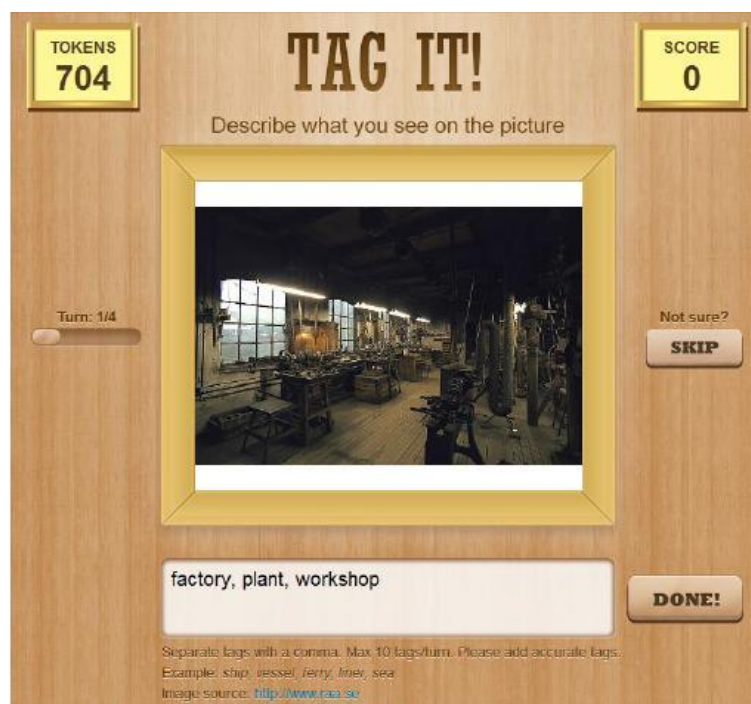 TOKENS
704
TAG IT!
SCORE
0
Describe what you see on the picture
Turn: 1/4
Not sure?
SKIP
factory, plant, workshop
DONE!
Separate tags with a comma. Max 10 tags/turn. Please add accurate tags.
Example: ship, vessel, ferry, liner, sea
Image source: http://www.raa.se